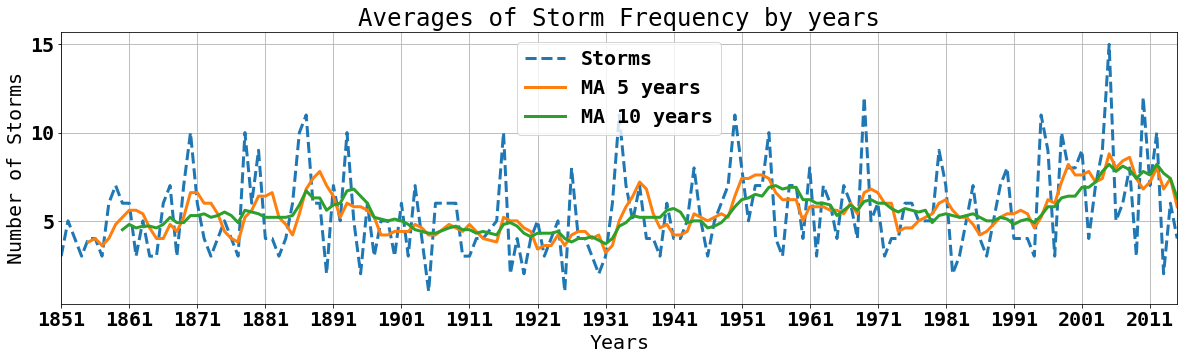 Averages of Storm Frequency by years
Number of Storms
15
10
5
Storms
MA 5 years
MA 10 years
1851 1861 1871 1881 1891 1901 1911 1921 1931 1941 1951 1961 1971 1981 1991 2001 2011
Years